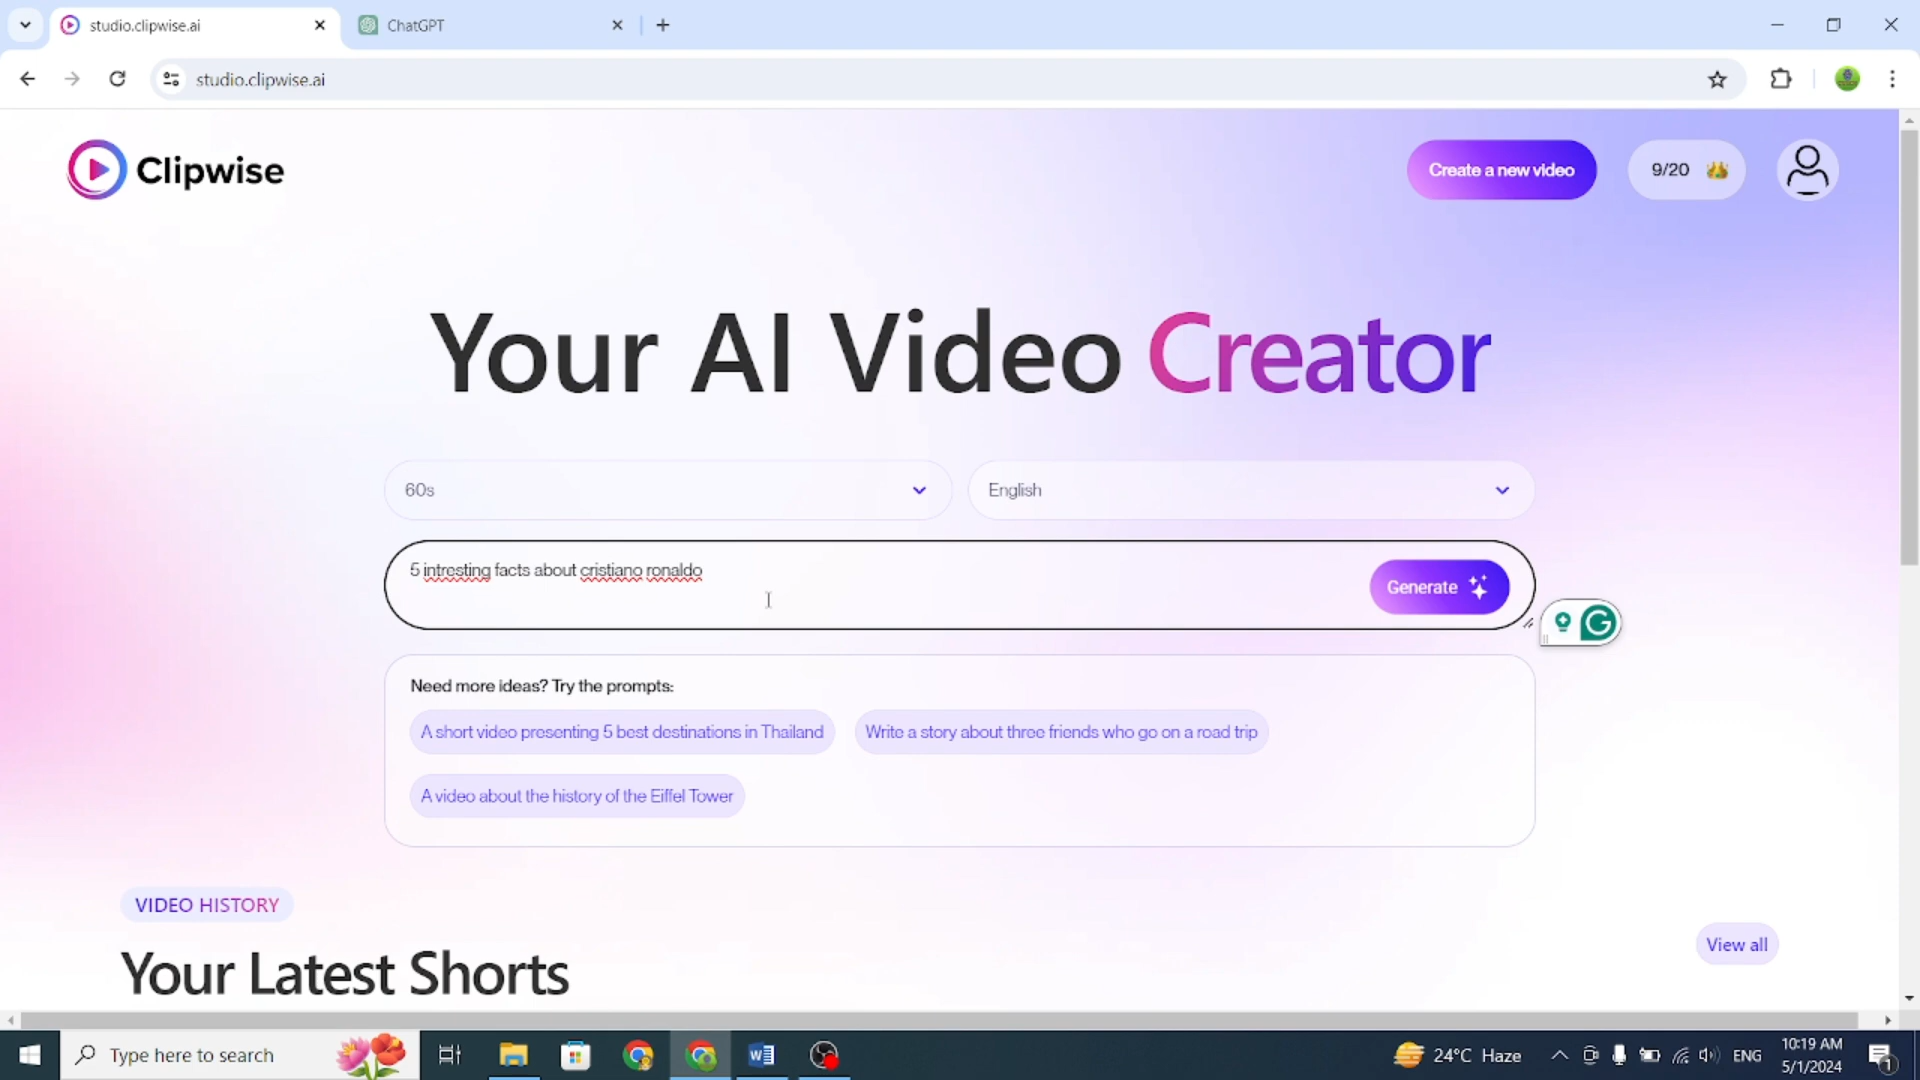 studio.clipwise.ai
ChatGPT
studio.clipwise.ai
Clipwise
Create a new video
9/20
Your AI Video Creator
60s
English
5 intresting facts about cristiano ronaldo
Generate
Need more ideas? Try the prompts:
A short video presenting 5 best destinations in Thailand
Write a story about three friends who go on a road trip
A video about the history of the Eiffel Tower
VIDEO HISTORY
View all
Your Latest Shorts
Type here to search
24°C Haze
ENG
10:19 AM
5/1/2024
1